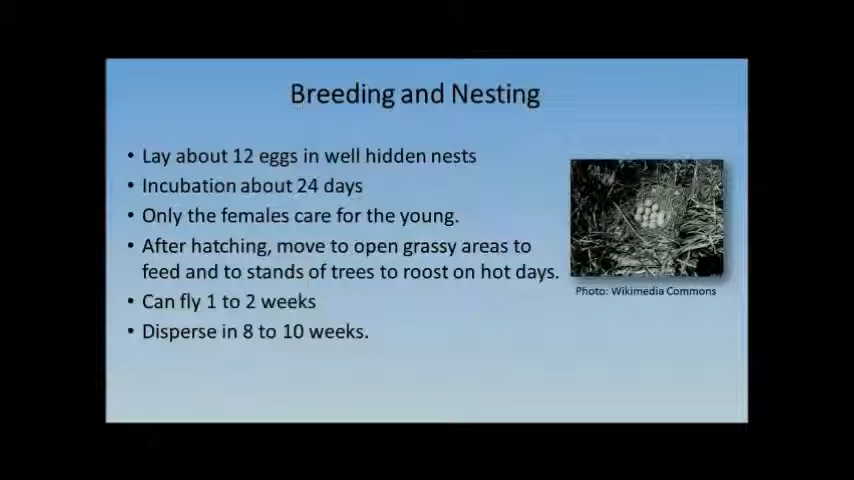 Breeding and Nesting
• Lay about 12 eggs in well hidden nests
• Incubation about 24 days
• Only the females care for the young.
• After hatching, move to open grassy areas to
feed and to stands of trees to roost on hot days.
• Can fly 1 to 2 weeks
• Disperse in 8 to 10 weeks.
Photo: Wikimedia Commons